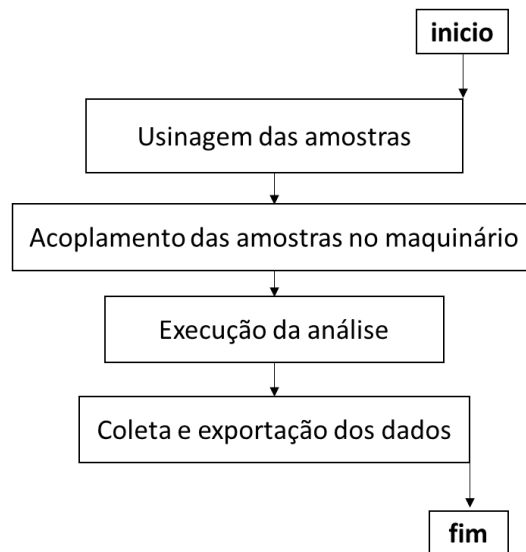 inicio
Usinagem das amostras
Acoplamento das amostras no maquinário
Execução da análise
Coleta e exportação dos dados
fim